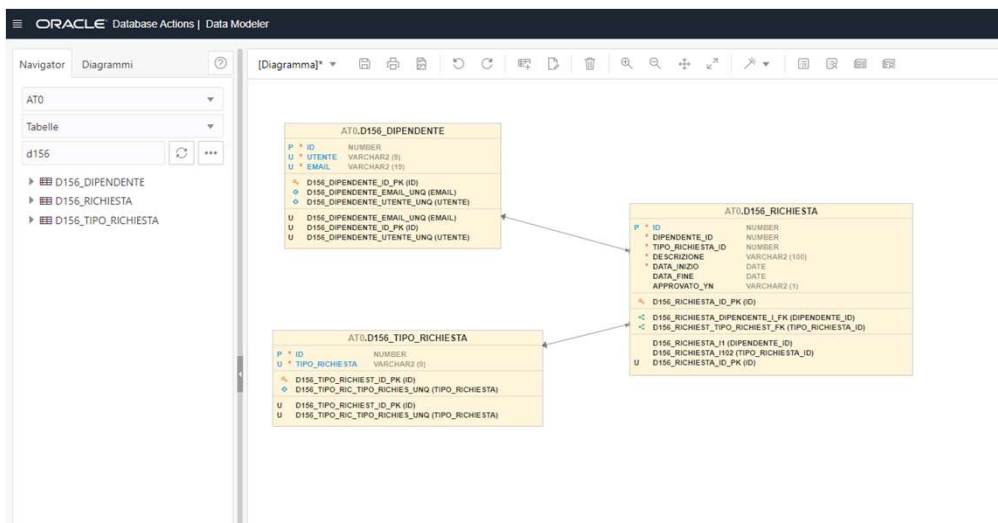 ORACLE Database Actions | Data Modeler
Navigator Diagrammi
[Diagramma]*
AT0
Tabelle
d156
D156_DIPENDENTE
D156_RICHIESTA
D156_TIPO_RICHIESTA
AT0.D156_DIPENDENTE
P * ID NUMBER
U * UTENTE VARCHAR2 (9)
U * EMAIL VARCHAR2 (19)
D156_DIPENDENTE_ID_PK (ID)
D156_DIPENDENTE_EMAIL_UNQ (EMAIL)
D156_DIPENDENTE_UTENTE_UNQ (UTENTE)
U D156_DIPENDENTE_EMAIL_UNQ (EMAIL)
U D156_DIPENDENTE_ID_PK (ID)
U D156_DIPENDENTE_UTENTE_UNQ (UTENTE)
AT0.D156_RICHIESTA
P * ID NUMBER
* DIPENDENTE_ID NUMBER
* TIPO_RICHIESTA_ID NUMBER
* DESCRIZIONE VARCHAR2 (100)
* DATA_INIZIO DATE
DATA_FINE DATE
APPROVATO_YN VARCHAR2 (1)
D156_RICHIESTA_ID_PK (ID)
D156_RICHIESTA_DIPENDENTE_I_FK (DIPENDENTE_ID)
D156_RICHIEST_TIPO_RICHIEST_FK (TIPO_RICHIESTA_ID)
D156_RICHIESTA_I1 (DIPENDENTE_ID)
D156_RICHIESTA_I102 (TIPO_RICHIESTA_ID)
U D156_RICHIESTA_ID_PK (ID)
AT0.D156_TIPO_RICHIESTA
P * ID NUMBER
U * TIPO_RICHIESTA VARCHAR2 (9)
D156_TIPO_RICHIEST_ID_PK (ID)
D156_TIPO_RIC_TIPO_RICHIES_UNQ (TIPO_RICHIESTA)
U D156_TIPO_RICHIEST_ID_PK (ID)
U D156_TIPO_RIC_TIPO_RICHIES_UNQ (TIPO_RICHIESTA)